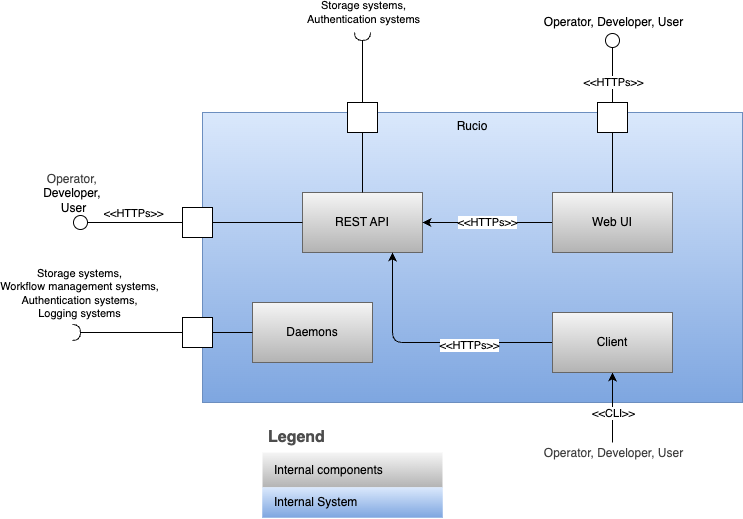 Storage systems,
Authentication systems
Operator, Developer, User
<<HTTPs>>
Rucio
Operator,
Developer,
User
<<HTTPs>>
REST API
<<HTTPs>>
Web UI
Storage systems,
Workflow management systems,
Authentication systems,
Logging systems
Daemons
<<HTTPs>>
Client
<<CLI>>
Operator, Developer, User
Legend
Internal components
Internal System